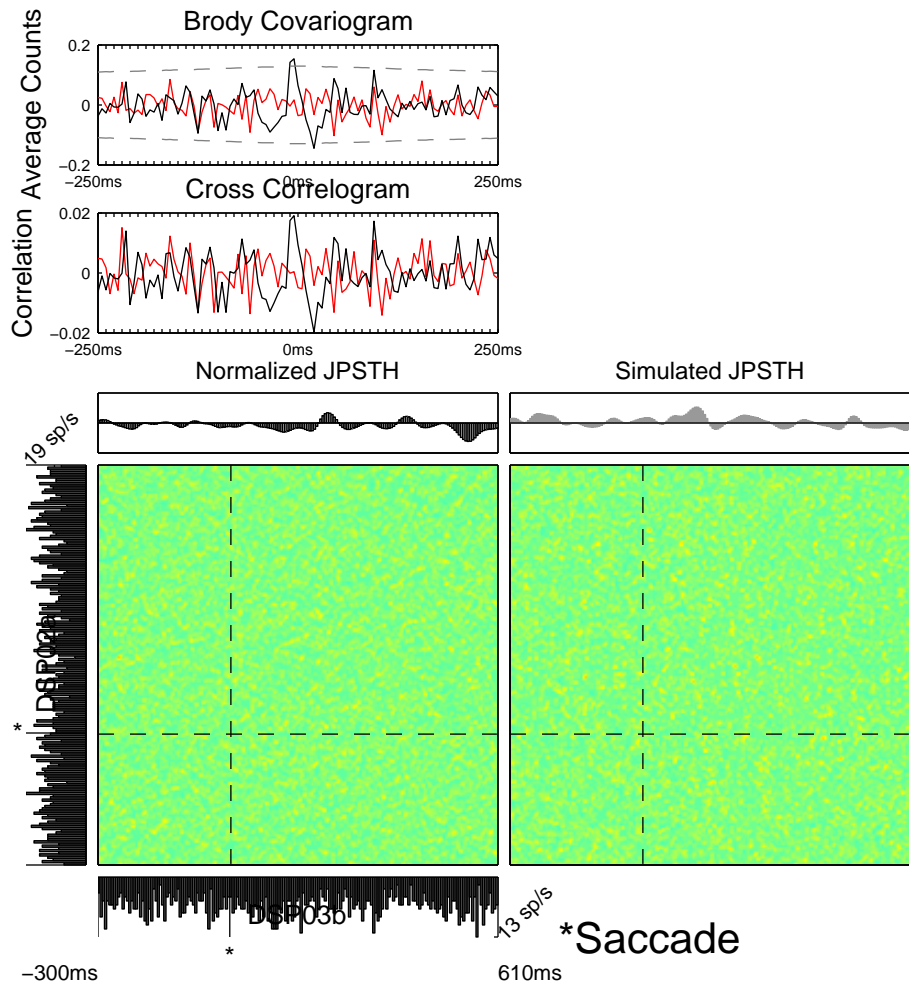 Brody Covariogram
Average Counts
0.2
0
−0.2
−250ms
0ms
250ms
Cross Correlogram
Correlation
0.02
0
−0.02
−250ms
0ms
250ms
Normalized JPSTH
Simulated JPSTH
19 sp/s
DSP02b
*
DSP03b
13 sp/s
*
*Saccade
−300ms
610ms